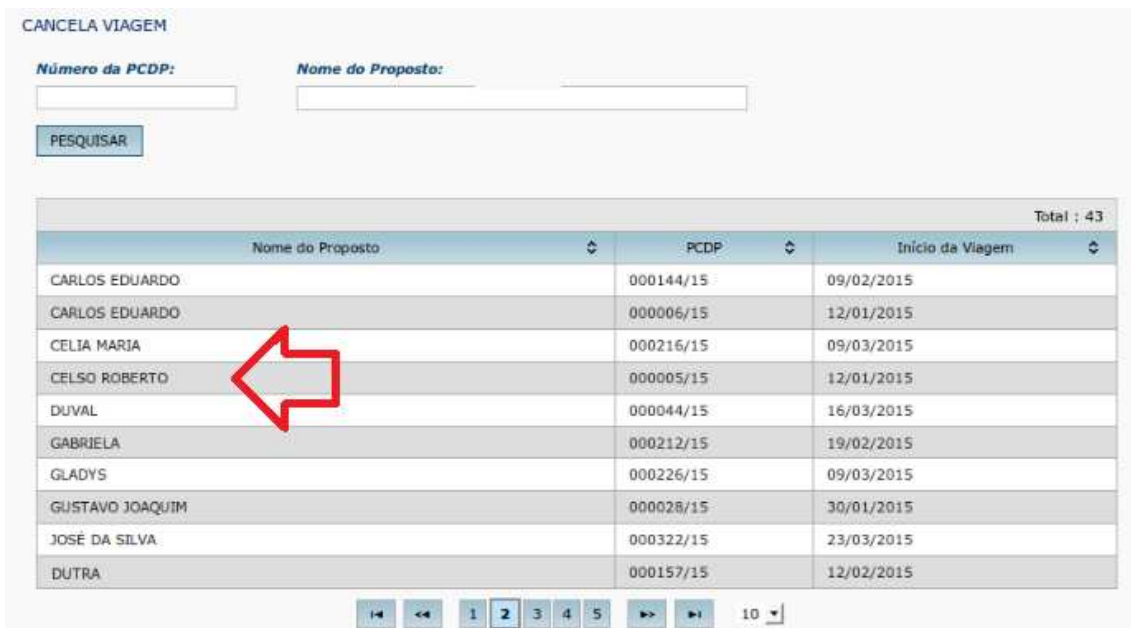 CANCELA VIAGEM
Número da PCDP: Nome do Proposto:
PESQUISAR
Total : 43
Nome do Proposto PCDP Início da Viagem
CARLOS EDUARDO 000144/15 09/02/2015
CARLOS EDUARDO 000006/15 12/01/2015
CELIA MARIA 000216/15 09/03/2015
CELSO ROBERTO 000005/15 12/01/2015
DUVAL 000044/15 16/03/2015
GABRIELA 000212/15 19/02/2015
GLADYS 000226/15 09/03/2015
GUSTAVO JOAQUIM 000028/15 30/01/2015
JOSÉ DA SILVA 000322/15 23/03/2015
DUTRA 000157/15 12/02/2015
1 2 3 4 5 10